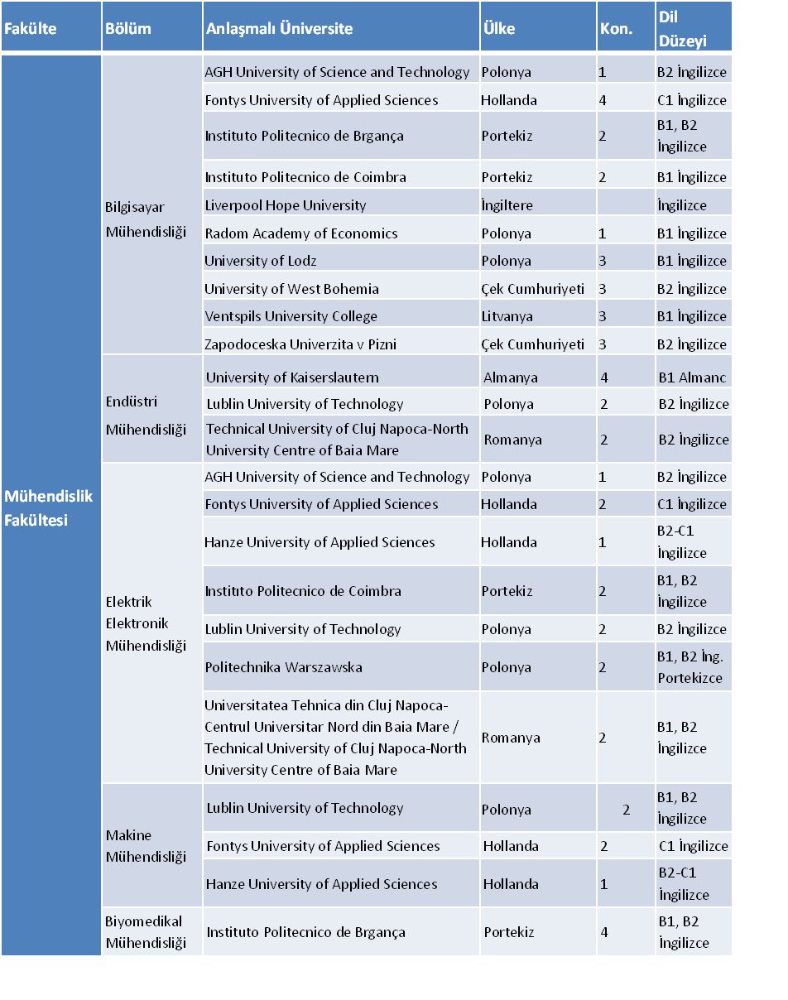 Fakülte Bölüm Anlaşmalı Üniversite Ülke Kon. Dil
Düzeyi
Mühendislik
Fakültesi
Bilgisayar
Mühendisliği
AGH University of Science and Technology Polonya 1 B2 İngilizce
Fontys University of Applied Sciences Hollanda 4 C1 İngilizce
Instituto Politecnico de Brgança Portekiz 2 B1, B2
İngilizce
Instituto Politecnico de Coimbra Portekiz 2 B1 İngilizce
Liverpool Hope University İngiltere İngilizce
Radom Academy of Economics Polonya 1 B1 İngilizce
University of Lodz Polonya 3 B1 İngilizce
University of West Bohemia Çek Cumhuriyeti 3 B2 İngilizce
Ventspils University College Litvanya 3 B1 İngilizce
Zapodoceska Univerzita v Pizni Çek Cumhuriyeti 3 B2 İngilizce
Endüstri
Mühendisliği
University of Kaiserslautern Almanya 4 B1 Almanc
Lublin University of Technology Polonya 2 B2 İngilizce
Technical University of Cluj Napoca-North
University Centre of Baia Mare Romanya 2 B2 İngilizce
Elektrik
Elektronik
Mühendisliği
AGH University of Science and Technology Polonya 1 B2 İngilizce
Fontys University of Applied Sciences Hollanda 2 C1 İngilizce
Hanze University of Applied Sciences Hollanda 1 B2-C1
İngilizce
Institıto Politecnico de Coimbra Portekiz 2 B1, B2
İngilizce
Lublin University of Technology Polonya 2 B2 İngilizce
Politechnika Warszawska Polonya 2 B1, B2 İng.
Portekizce
Universitatea Tehnica din Cluj Napoca-
Centrul Universitar Nord din Baia Mare /
Technical University of Cluj Napoca-North
University Centre of Baia Mare Romanya 2 B1, B2
İngilizce
Makine
Mühendisliği
Lublin University of Technology Polonya 2 B1, B2
İngilizce
Fontys University of Applied Sciences Hollanda 2 C1 İngilizce
Hanze University of Applied Sciences Hollanda 1 B2-C1
İngilizce
Biyomedikal
Mühendisliği
Instituto Politecnico de Brgança Portekiz 4 B1, B2
İngilizce